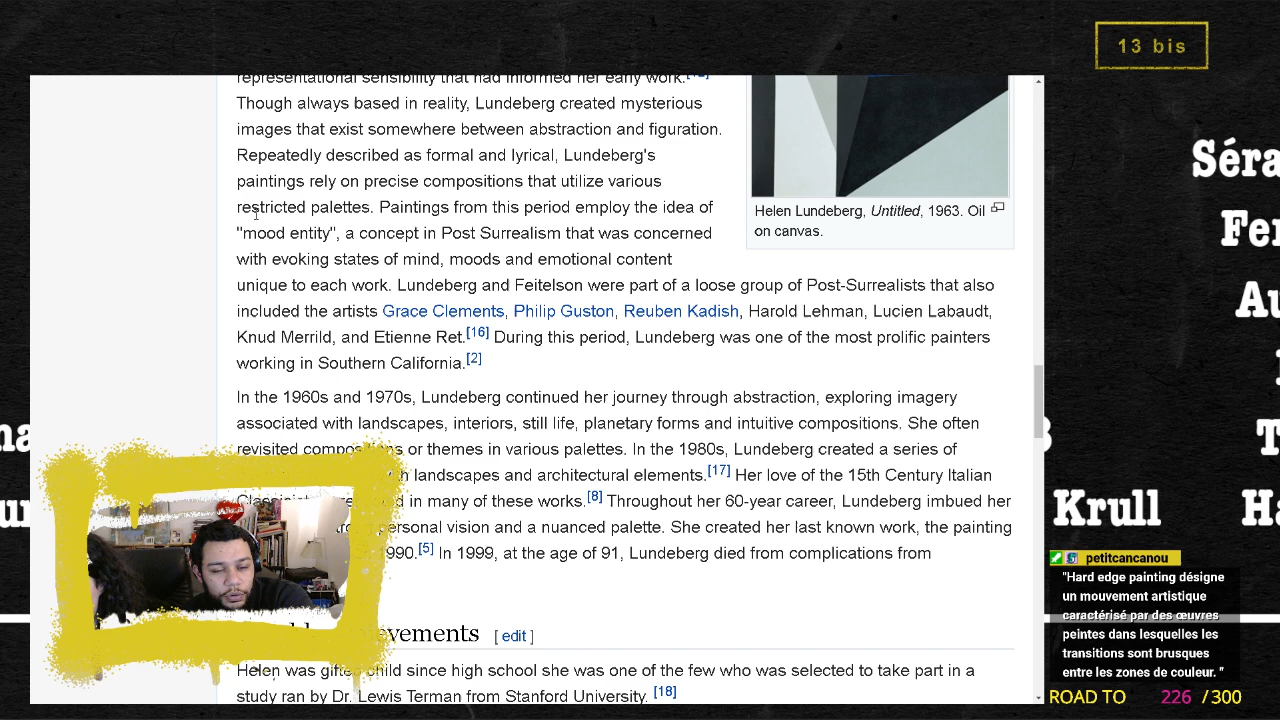 13 bis
representational sensibility that had informed her early work.
Though always based in reality, Lundeberg created mysterious
images that exist somewhere between abstraction and figuration.
Repeatedly described as formal and lyrical, Lundeberg's
paintings rely on precise compositions that utilize various
restricted palettes. Paintings from this period employ the idea of
"mood entity", a concept in Post Surrealism that was concerned
with evoking states of mind, moods and emotional content
unique to each work. Lundeberg and Feitelson were part of a loose group of Post-Surrealists that also
included the artists Grace Clements, Philip Guston, Reuben Kadish, Harold Lehman, Lucien Labaudt,
Knud Merrild, and Etienne Ret.[16] During this period, Lundeberg was one of the most prolific painters
working in Southern California.[2]
Helen Lundeberg, Untitled, 1963. Oil
on canvas.
In the 1960s and 1970s, Lundeberg continued her journey through abstraction, exploring imagery
associated with landscapes, interiors, still life, planetary forms and intuitive compositions. She often
revisited compositions or themes in various palettes. In the 1980s, Lundeberg created a series of
landscapes and architectural elements.[17] Her love of the 15th Century Italian
in many of these works.[8] Throughout her 60-year career, Lundeberg imbued her
personal vision and a nuanced palette. She created her last known work, the painting
990.[5] In 1999, at the age of 91, Lundeberg died from complications from
evements [ edit ]
Helen was gifted child since high school she was one of the few who was selected to take part in a
study ran by Dr. Lewis Terman from Stanford University. [18]
Séra
Fer
Au
T
Krull
Ha
petitcancanou
"Hard edge painting désigne
un mouvement artistique
caractérisé par des œuvres
peintes dans lesquelles les
transitions sont brusques
entre les zones de couleur. "
ROAD TO 226 /300